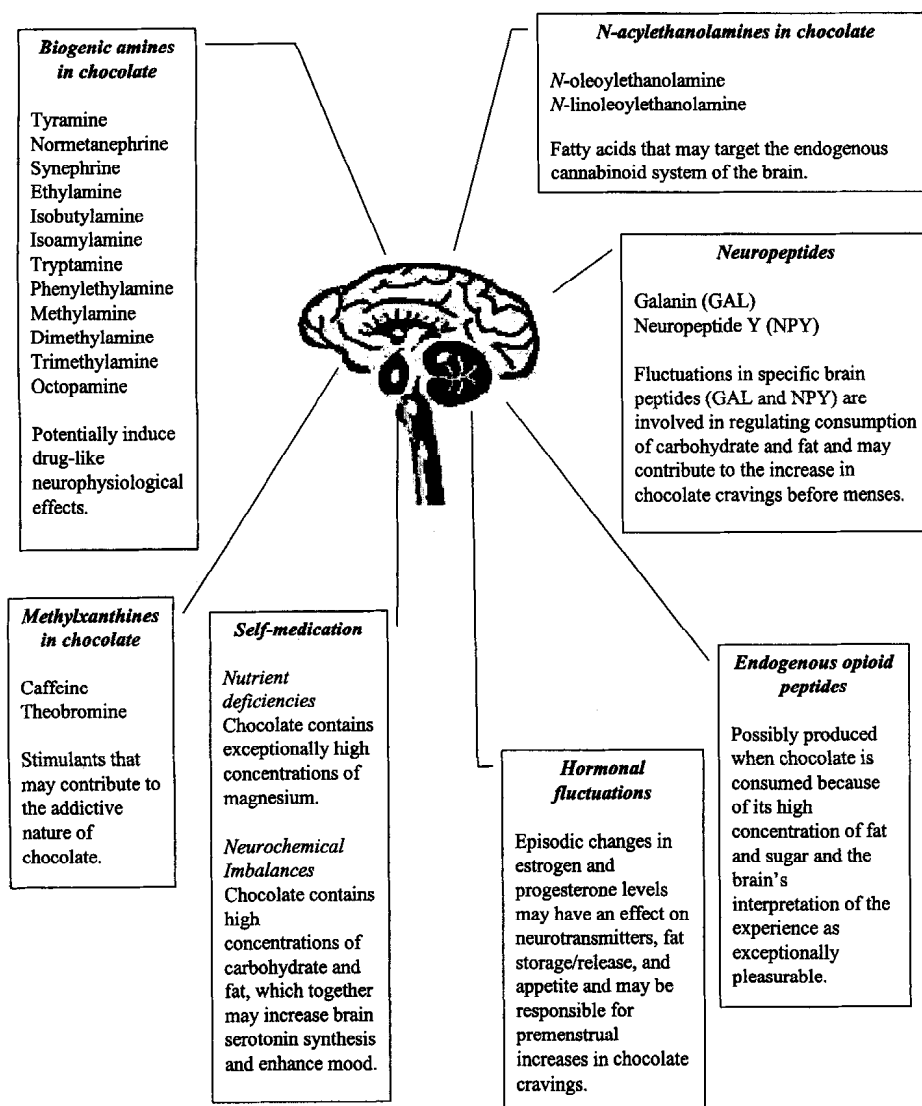 Biogenic amines
in chocolate
Tyramine
Normetanephrine
Synephrine
Ethylamine
Isobutylamine
Isoamylamine
Tryptamine
Phenylethylamine
Methylamine
Dimethylamine
Trimethylamine
Octopamine
Potentially induce
drug-like
neurophysiological
effects.
N-acylethanolamines in chocolate
N-oleoylethanolamine
N-linoleoylethanolamine
Fatty acids that may target the endogenous
cannabinoid system of the brain.
Neuropeptides
Galanin (GAL)
Neuropeptide Y (NPY)
Fluctuations in specific brain
peptides (GAL and NPY) are
involved in regulating consumption
of carbohydrate and fat and may
contribute to the increase in
chocolate cravings before menses.
Methylxanthines
in chocolate
Caffeine
Theobromine
Stimulants that
may contribute to
the addictive
nature of
chocolate.
Self-medication
Nutrient
deficiencies
Chocolate contains
exceptionally high
concentrations of
magnesium.
Neurochemical
Imbalances
Chocolate contains
high
concentrations of
carbohydrate and
fat, which together
may increase brain
serotonin synthesis
and enhance mood.
Hormonal
fluctuations
Episodic changes in
estrogen and
progesterone levels
may have an effect on
neurotransmitters, fat
storage/release, and
appetite and may be
responsible for
premenstrual
increases in chocolate
cravings.
Endogenous opioid
peptides
Possibly produced
when chocolate is
consumed because
of its high
concentration of fat
and sugar and the
brain's
interpretation of the
experience as
exceptionally
pleasurable.